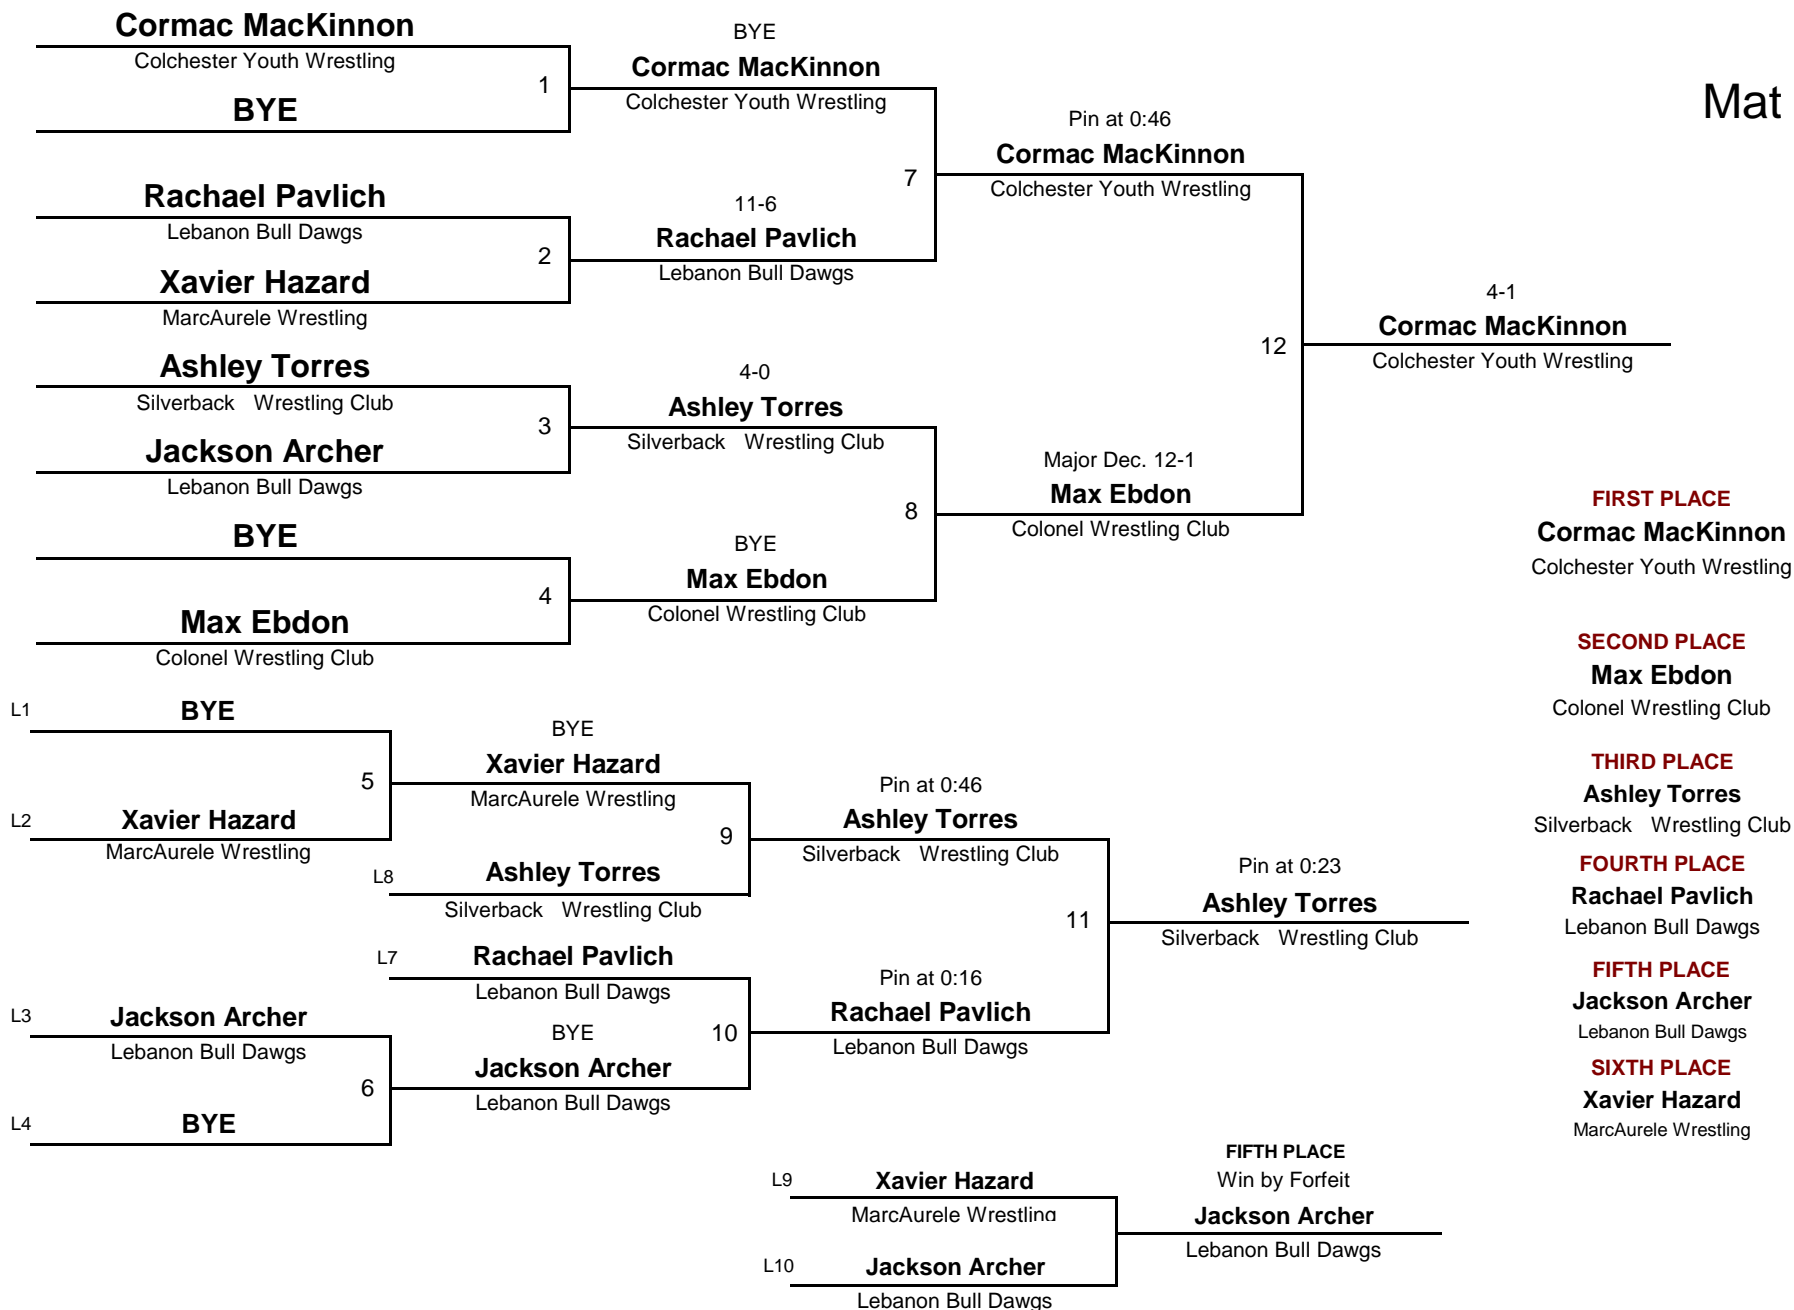 Cormac MacKinnon
Colchester Youth Wrestling
1
BYE
BYE
Cormac MacKinnon
Colchester Youth Wrestling
Mat
Rachael Pavlich
Lebanon Bull Dawgs
2
Xavier Hazard
MarcAurele Wrestling
11-6
Rachael Pavlich
Lebanon Bull Dawgs
7
Pin at 0:46
Cormac MacKinnon
Colchester Youth Wrestling
Ashley Torres
Silverback Wrestling Club
3
Jackson Archer
Lebanon Bull Dawgs
4-0
Ashley Torres
Silverback Wrestling Club
BYE
4
Max Ebdon
Colonel Wrestling Club
BYE
Max Ebdon
Colonel Wrestling Club
8
Major Dec. 12-1
Max Ebdon
Colonel Wrestling Club
12
4-1
Cormac MacKinnon
Colchester Youth Wrestling
FIRST PLACE
Cormac MacKinnon
Colchester Youth Wrestling
SECOND PLACE
Max Ebdon
Colonel Wrestling Club
THIRD PLACE
Ashley Torres
Silverback Wrestling Club
FOURTH PLACE
Rachael Pavlich
Lebanon Bull Dawgs
FIFTH PLACE
Jackson Archer
Lebanon Bull Dawgs
SIXTH PLACE
Xavier Hazard
MarcAurele Wrestling
L1 BYE
5
L2 Xavier Hazard
MarcAurele Wrestling
BYE
Xavier Hazard
MarcAurele Wrestling
9
L8 Ashley Torres
Silverback Wrestling Club
Pin at 0:46
Ashley Torres
Silverback Wrestling Club
L7 Rachael Pavlich
Lebanon Bull Dawgs
L3 Jackson Archer
Lebanon Bull Dawgs
6
L4 BYE
BYE
Jackson Archer
Lebanon Bull Dawgs
10
Pin at 0:16
Rachael Pavlich
Lebanon Bull Dawgs
11
Pin at 0:23
Ashley Torres
Silverback Wrestling Club
L9 Xavier Hazard
MarcAurele Wrestling
L10 Jackson Archer
Lebanon Bull Dawgs
FIFTH PLACE
Win by Forfeit
Jackson Archer
Lebanon Bull Dawgs